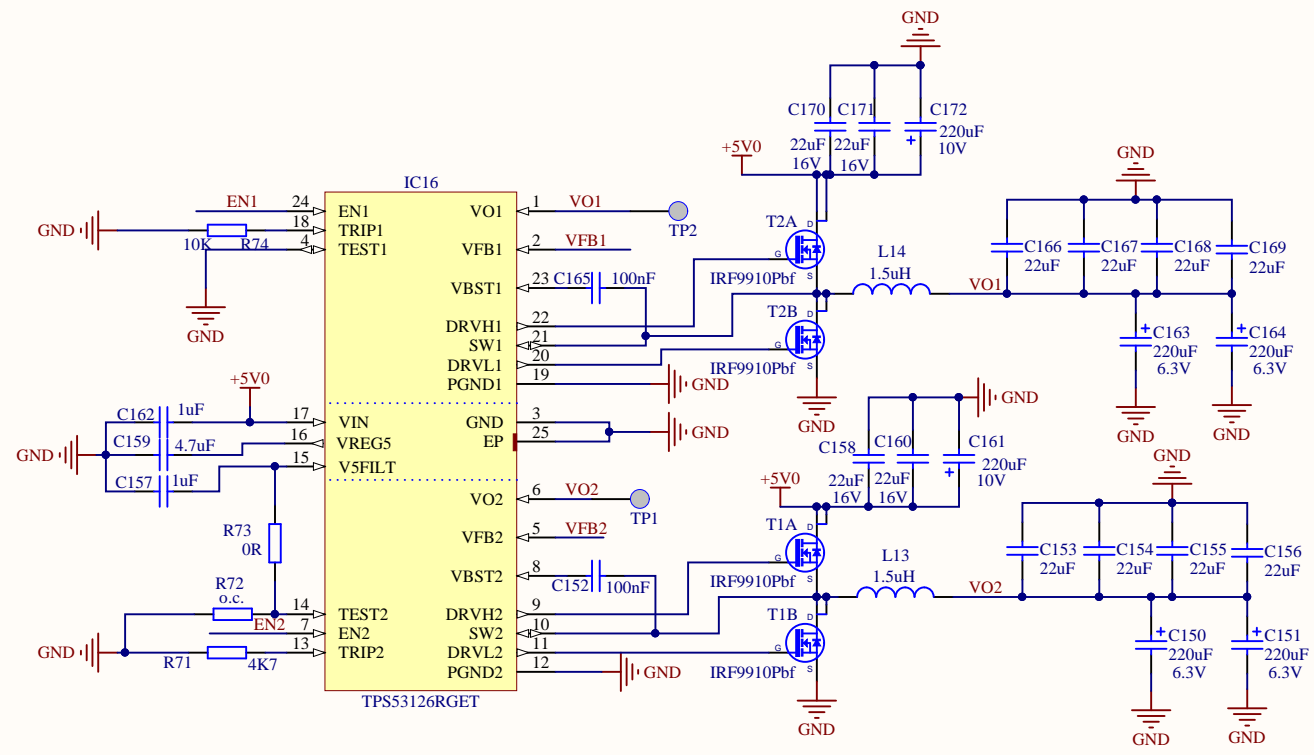 GND
C170
C171
C172
22uF
22uF
220uF
16V
16V
10V
+5V0
GND
IC16
EN1
24
EN1
VO1
1
VO1
TP2
GND
10K
R74
18
TRIP1
4
TEST1
VFB1
2
VFB1
GND
VBST1
23
C165
100nF
DRVH1
22
SW1
21
DRVL1
20
PGND1
19
GND
T2A
D
G
S
IRF9910Pbf
T2B
D
G
S
IRF9910Pbf
GND
L14
1.5uH
VO1
C166
22uF
C167
22uF
C168
22uF
C169
22uF
C163
220uF
6.3V
GND
C164
220uF
6.3V
GND
+5V0
C162
1uF
17
VIN
GND
3
C159
4.7uF
16
VREG5
EP
25
GND
GND
C157
1uF
15
V5FILT
GND
C158
C160
C161
22uF
22uF
220uF
16V
16V
10V
+5V0
GND
VO2
6
VO2
TP1
R73
0R
VFB2
5
VFB2
VBST2
8
C152
100nF
R72
o.c.
14
TEST2
DRVH2
9
EN2
7
EN2
SW2
10
GND
R71
4K7
13
TRIP2
DRVL2
11
PGND2
12
GND
TPS53126RGET
T1A
D
G
S
IRF9910Pbf
T1B
D
G
S
IRF9910Pbf
GND
L13
1.5uH
VO2
C153
22uF
C154
22uF
C155
22uF
C156
22uF
C150
220uF
6.3V
GND
C151
220uF
6.3V
GND